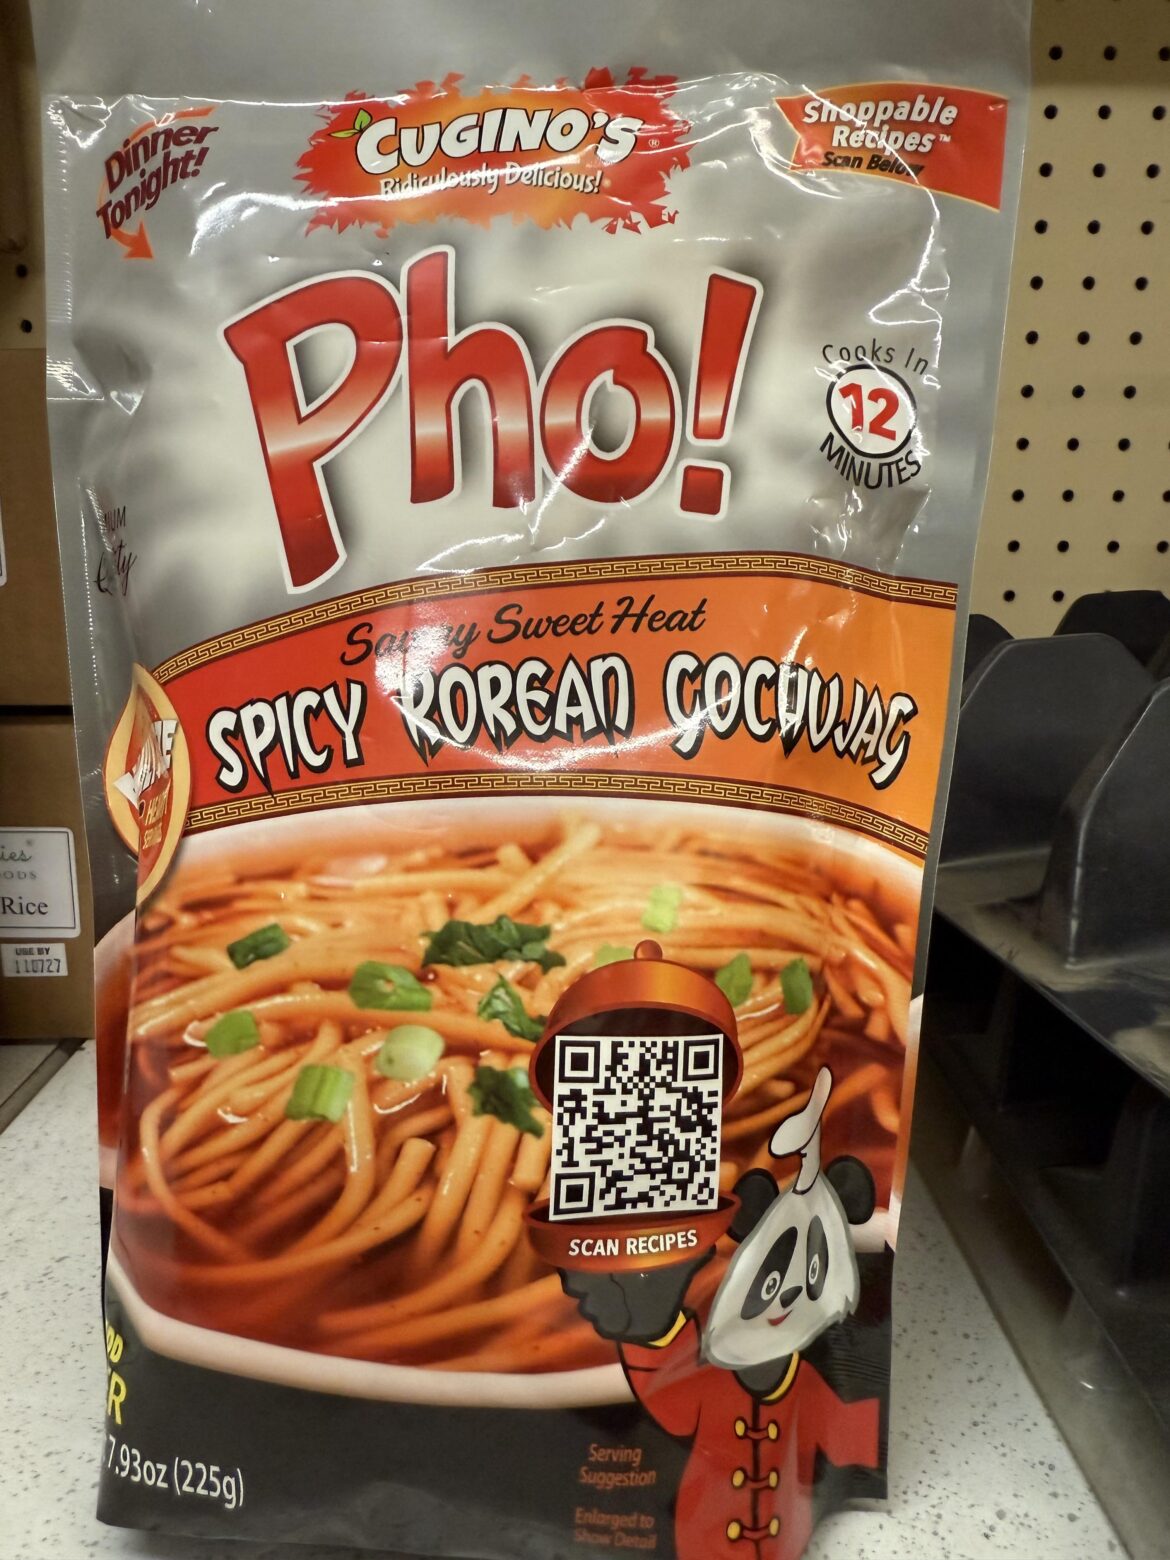 Dinner
Tonight!
CUGINO'S®
Ridiculously Delicious!
Shoppable
Recipes™
Scan Below
Pho!
Cooks In
12
MINUTES
Sweet Heat
SPICY KOREAN GOCHUJAG
SCAN RECIPES
7.93oz (225g)
Serving
Suggestion
Enlarged to
Show Detail
Rice
USE BY
110727